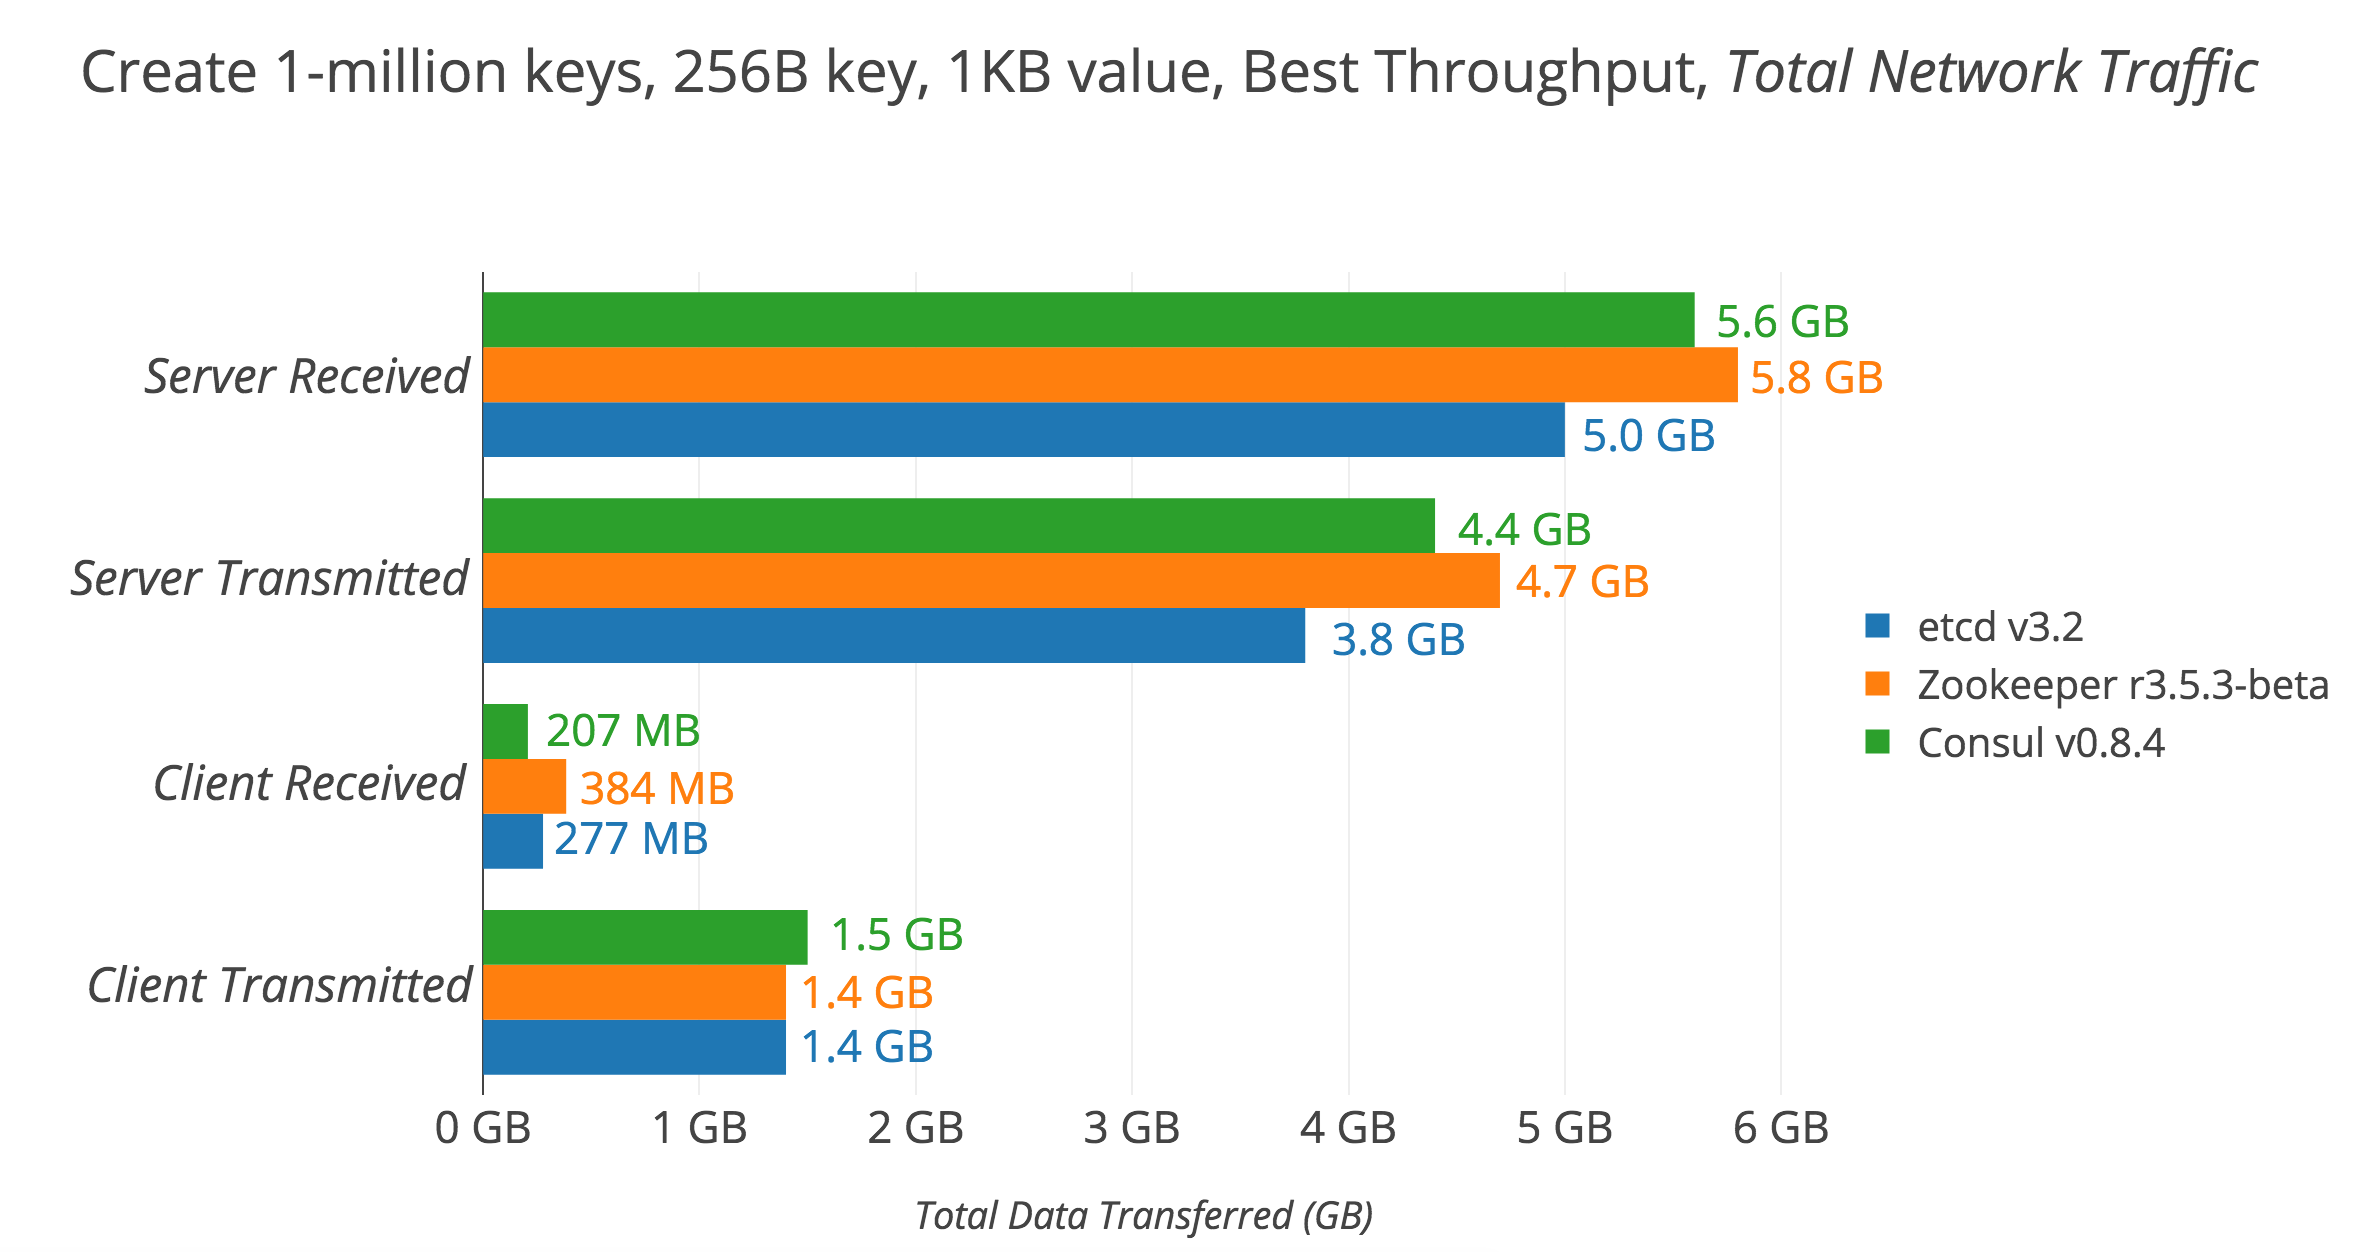 Create 1-million keys, 256B key, 1KB value, Best Throughput, Total Network Traffic
Server Received
5.6 GB
5.8 GB
5.0 GB
Server Transmitted
4.4 GB
4.7 GB
3.8 GB
Client Received
207 MB
384 MB
277 MB
Client Transmitted
1.5 GB
1.4 GB
1.4 GB
etcd v3.2
Zookeeper r3.5.3-beta
Consul v0.8.4
0 GB 1 GB 2 GB 3 GB 4 GB 5 GB 6 GB
Total Data Transferred (GB)